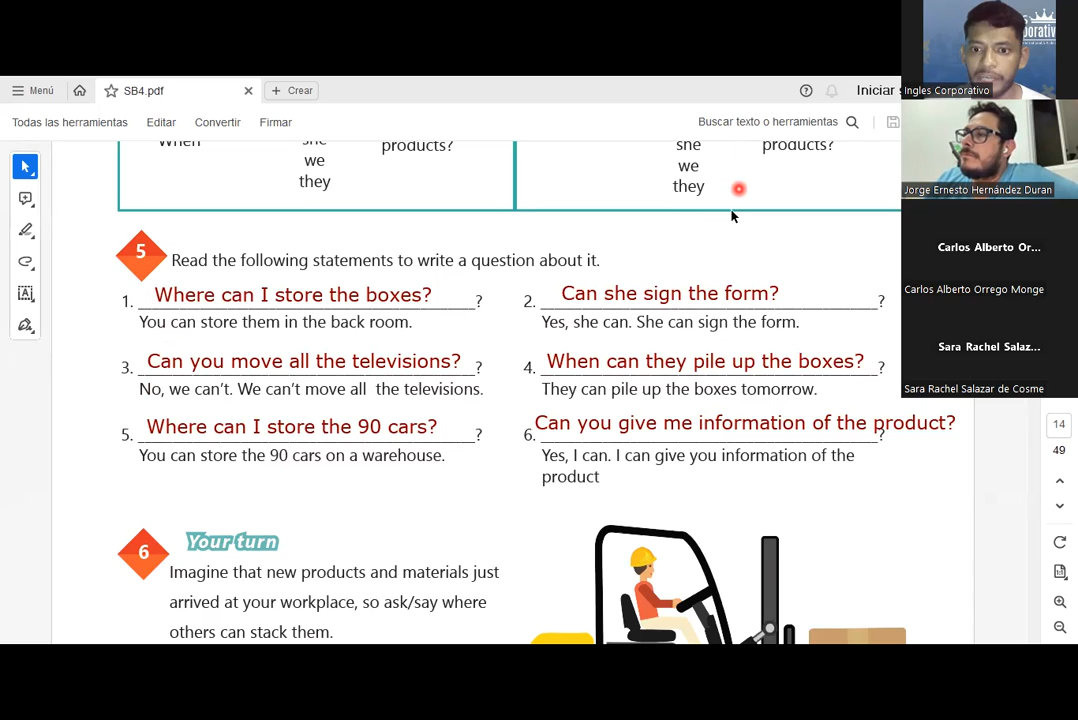 Menú
SB4.pdf
Crear
Iniciar s
Todas las herramientas
Editar
Convertir
Firmar
Buscar texto o herramientas
When
she
we
they
products?
she
we
they
products?
5
Read the following statements to write a question about it.
1. Where can I store the boxes? ?
You can store them in the back room.
2. Can she sign the form? ?
Yes, she can. She can sign the form.
3. Can you move all the televisions? ?
No, we can't. We can't move all the televisions.
4. When can they pile up the boxes? ?
They can pile up the boxes tomorrow.
5. Where can I store the 90 cars? ?
You can store the 90 cars on a warehouse.
6. Can you give me information of the product? ?
Yes, I can. I can give you information of the
product
6
Your turn
Imagine that new products and materials just
arrived at your workplace, so ask/say where
others can stack them.
Ingles Corporativo
Jorge Ernesto Hernández Duran
Carlos Alberto Or...
Carlos Alberto Orrego Monge
Sara Rachel Salaz...
Sara Rachel Salazar de Cosme
14
49